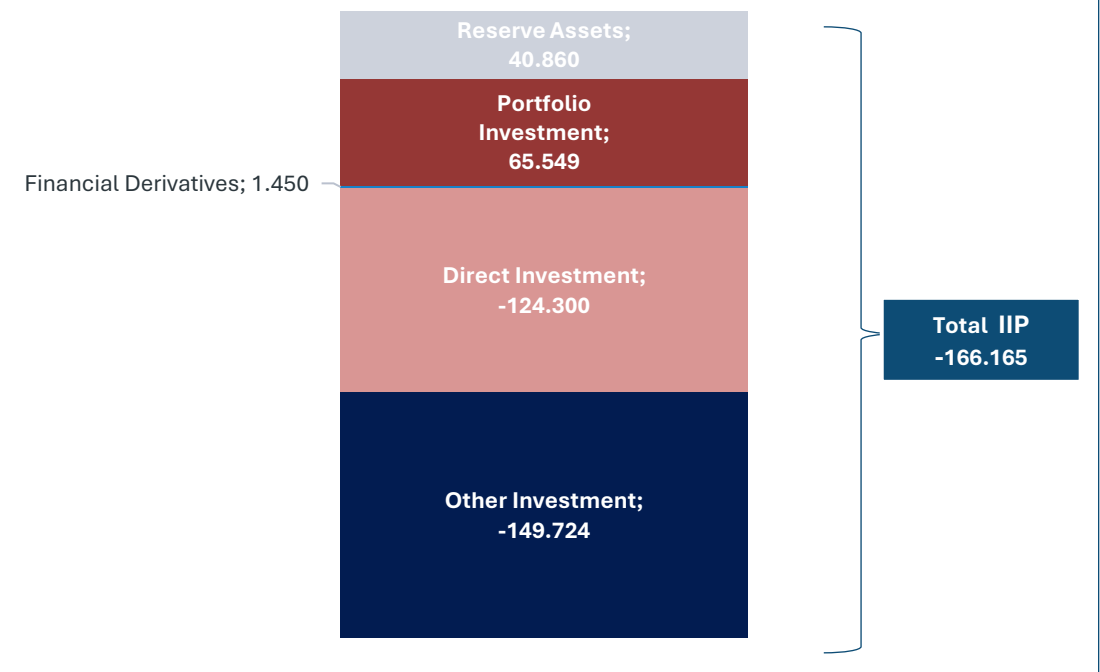 Reserve Assets;
40.860
Portfolio
Investment;
65.549
Financial Derivatives; 1.450
Direct Investment;
-124.300
Total IIP
-166.165
Other Investment;
-149.724